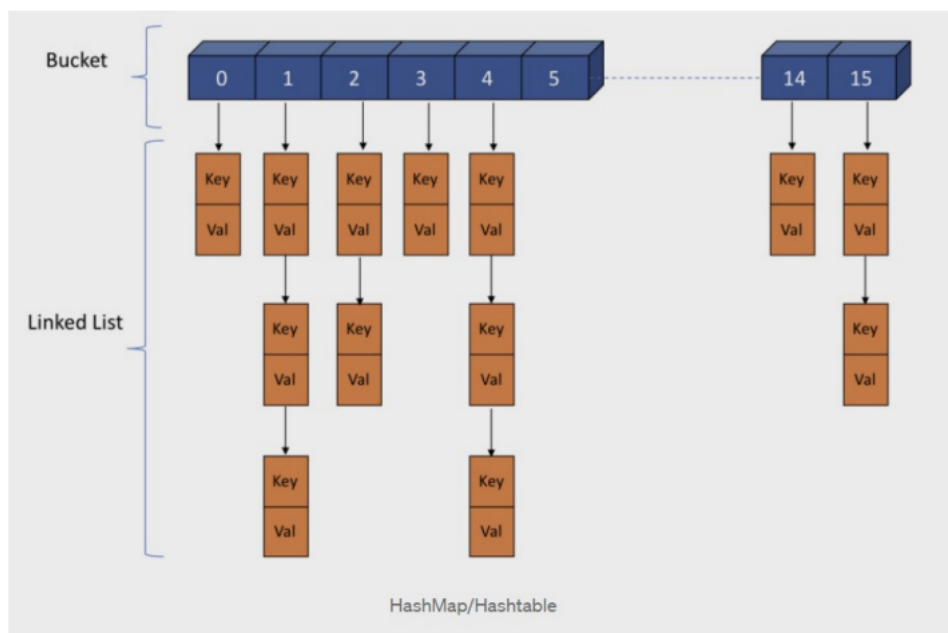 Bucket
0 1 2 3 4 5 14 15
Key Key Key Key Key Key Key
Val Val Val Val Val Val Val
Linked List
Key Key Key Key
Val Val Val Val
Key Key
Val Val
HashMap/Hashtable